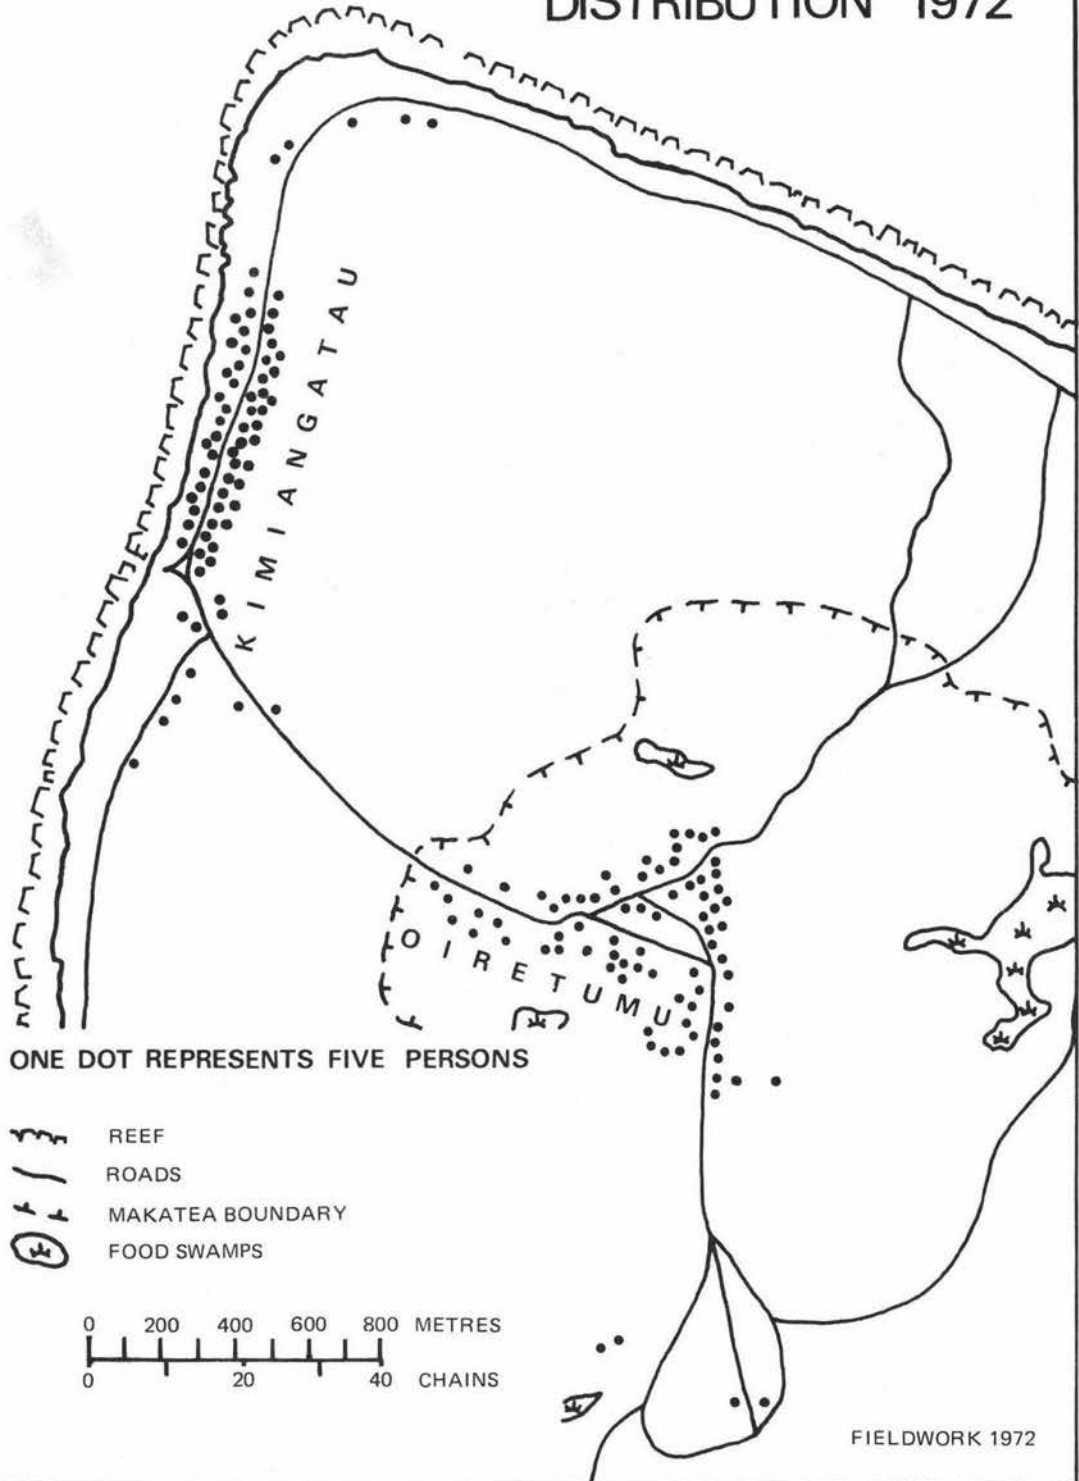 DISTRIBUTION 1972
KIMIANGATAU
OIRETUMU
ONE DOT REPRESENTS FIVE PERSONS
REEF
ROADS
MAKATEA BOUNDARY
FOOD SWAMPS
0 200 400 600 800 METRES
0 20 40 CHAINS
FIELDWORK 1972